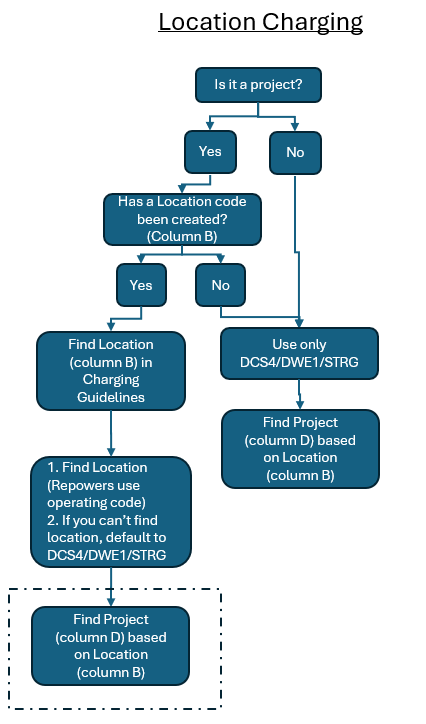 Location Charging
Is it a project?
Yes
No
Has a Location code
been created?
(Column B)
Yes
No
Find Location
(column B) in
Charging
Guidelines
Use only
DCS4/DWE1/STRG
Find Project
(column D) based
on Location
(column B)
1. Find Location
(Repowers use
operating code)
2. If you can't find
location, default to
DCS4/DWE1/STRG
Find Project
(column D) based
on Location
(column B)